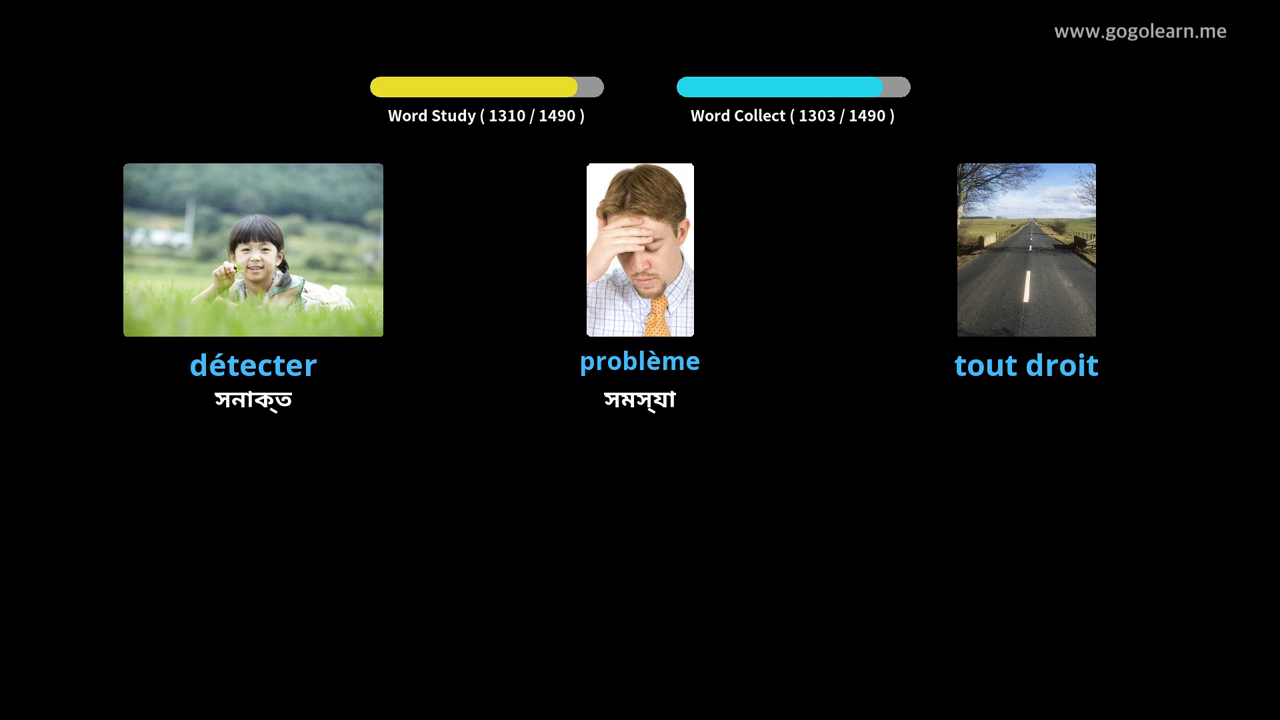 www.gogolearn.me
Word Study ( 1310 / 1490 )
Word Collect ( 1303 / 1490 )
détecter
problème
tout droit
সনাক্ত
সমস্যা